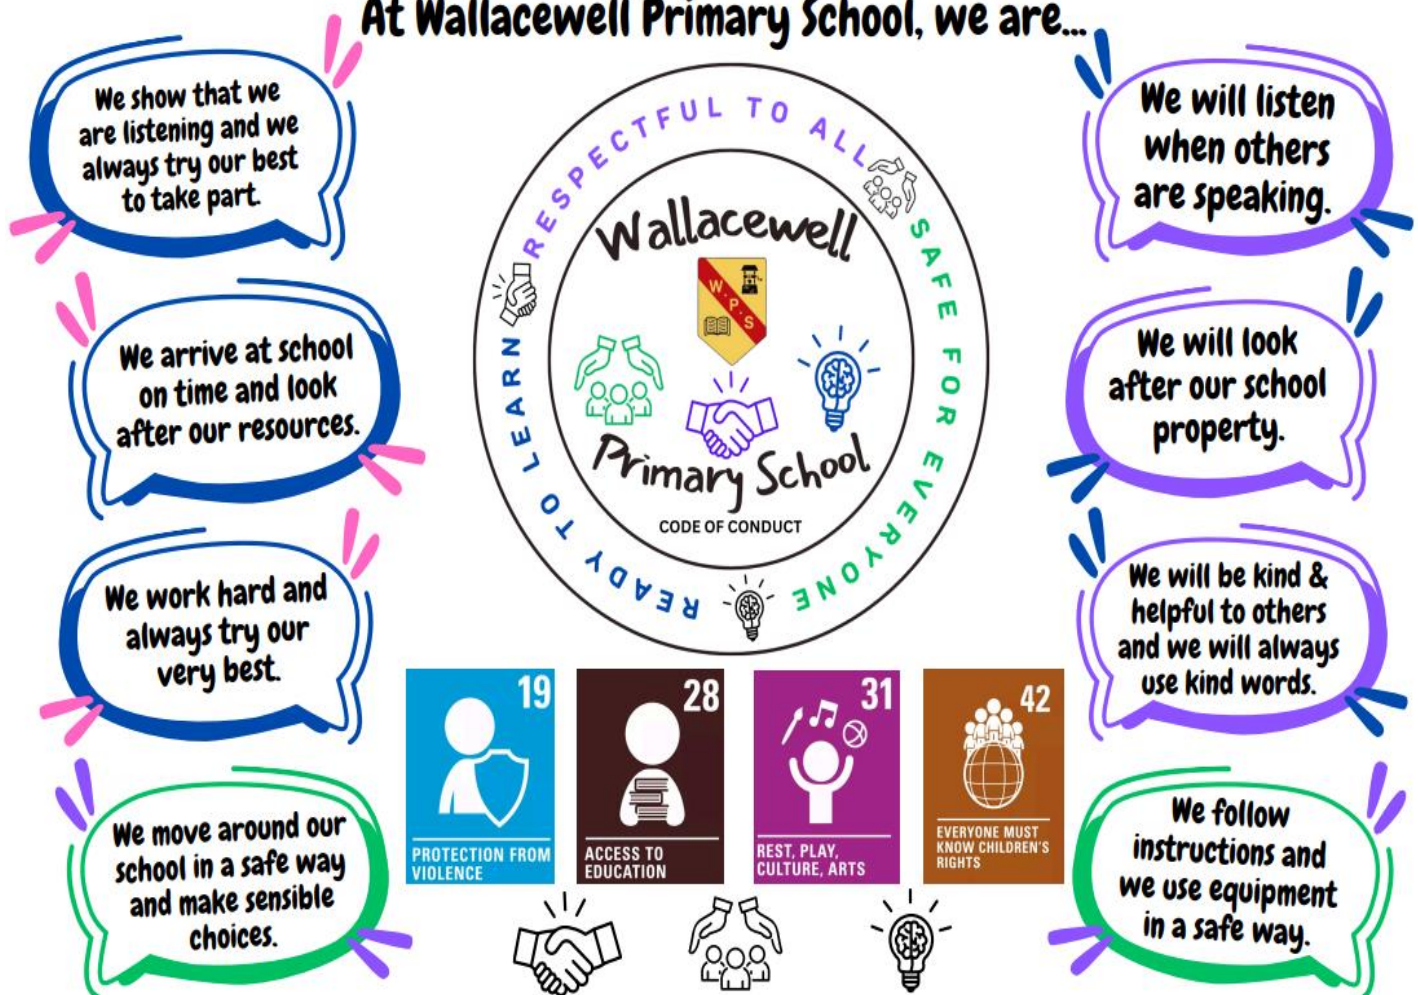 At Wallacewell Primary School, we are...
We show that we
are listening and we
always try our best
to take part.
We arrive at school
on time and look
after our resources.
We work hard and
always try our
very best.
We move around our
school in a safe way
and make sensible
choices.
RESPECTFUL TO ALL
SAFE FOR EVERYONE
READY TO LEARN
Wallacewell
W.P.S
Primary School
CODE OF CONDUCT
19
PROTECTION FROM
VIOLENCE
28
ACCESS TO
EDUCATION
31
REST, PLAY,
CULTURE, ARTS
42
EVERYONE MUST
KNOW CHILDREN'S
RIGHTS
We will listen
when others
are speaking.
We will look
after our school
property.
We will be kind &
helpful to others
and we will always
use kind words.
We follow
instructions and
we use equipment
in a safe way.